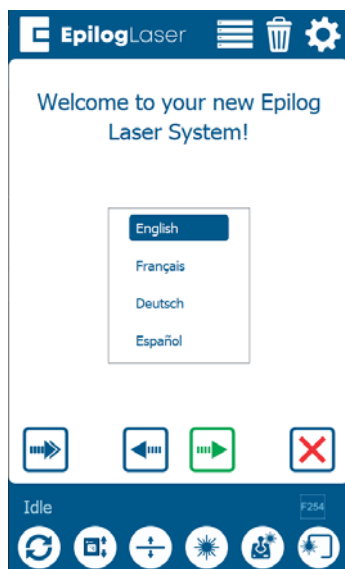 EpilogLaser
Welcome to your new Epilog
Laser System!
English
Français
Deutsch
Español
Idle
F254